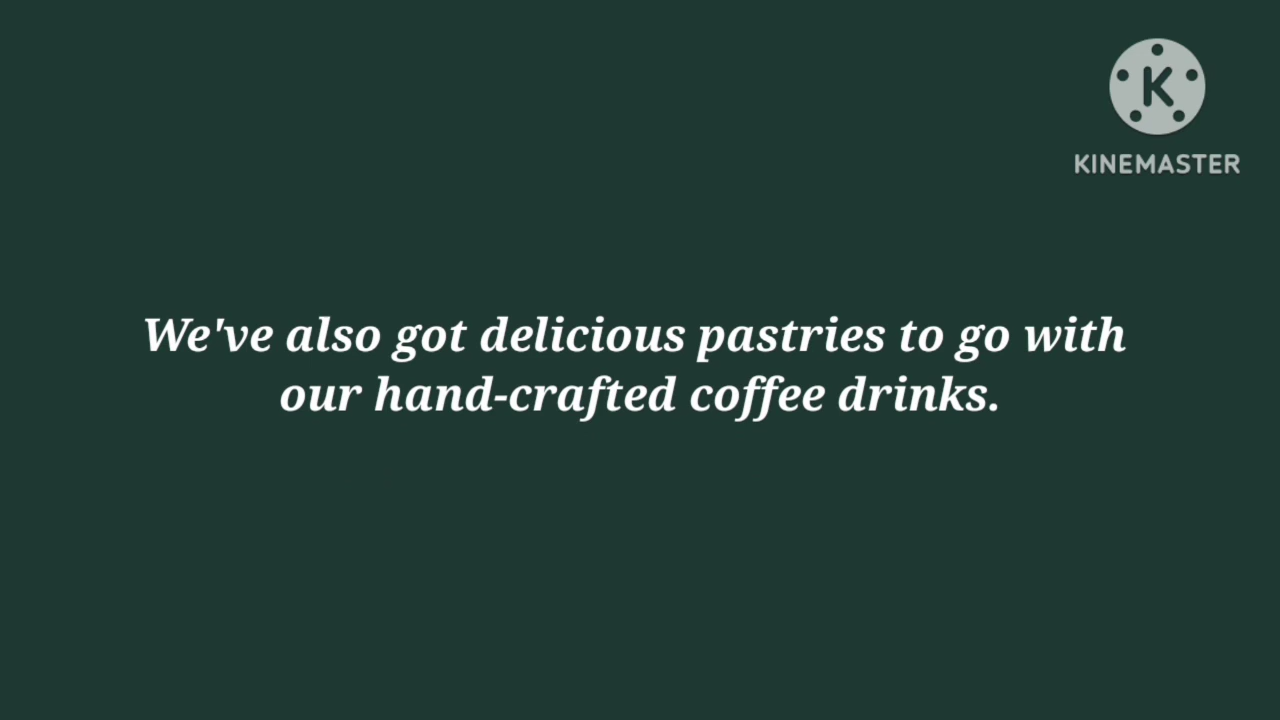 K
KINEMASTER
We've also got delicious pastries to go with
our hand-crafted coffee drinks.